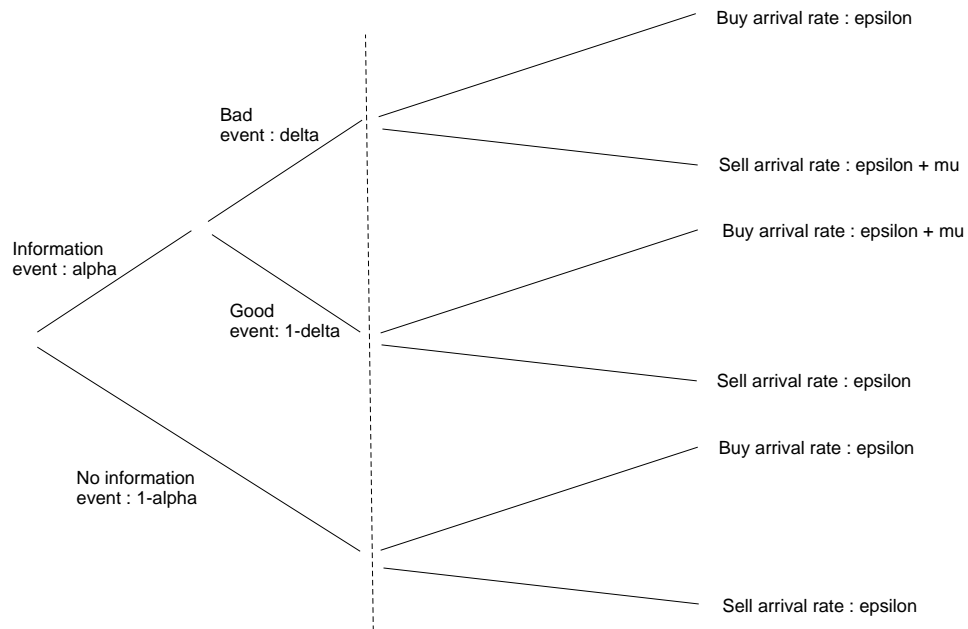 Buy arrival rate : epsilon
Bad
event : delta
Sell arrival rate : epsilon + mu
Buy arrival rate : epsilon + mu
Information
event : alpha
Good
event: 1-delta
Sell arrival rate : epsilon
Buy arrival rate : epsilon
No information
event : 1-alpha
Sell arrival rate : epsilon